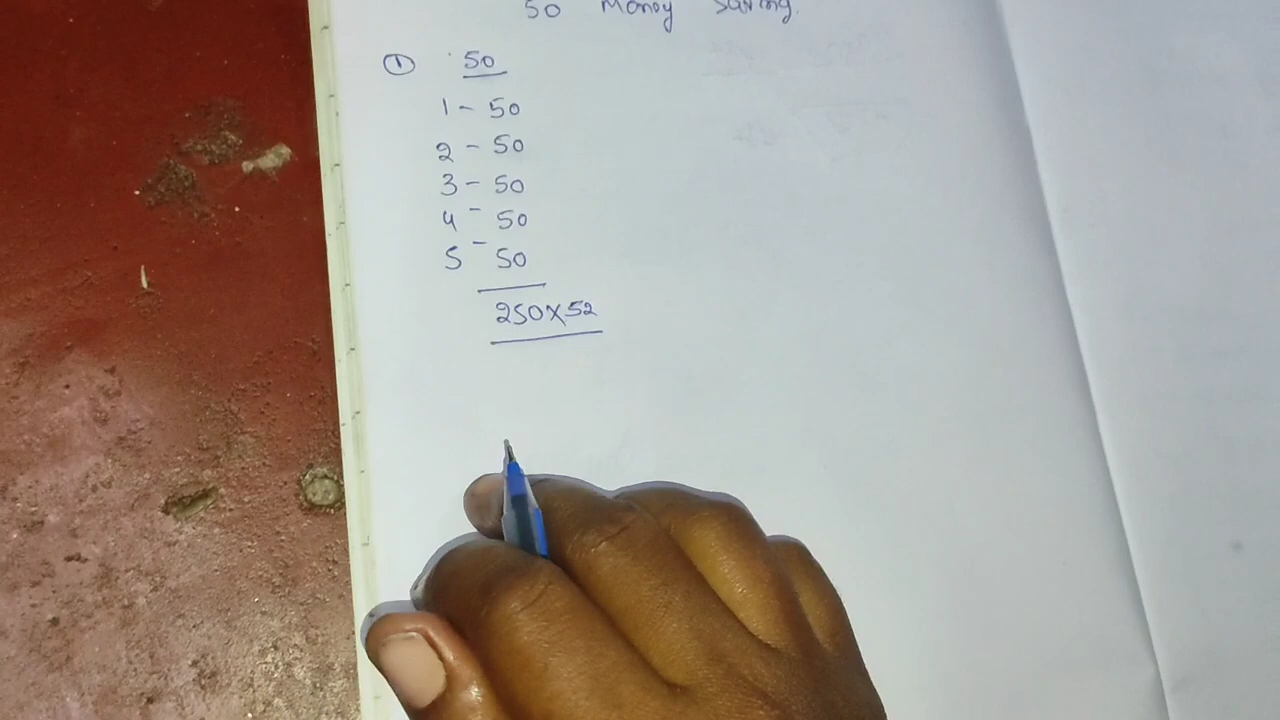 50 Money Saving.
① 50
1 - 50
2 - 50
3 - 50
4 - 50
5 - 50
250x52